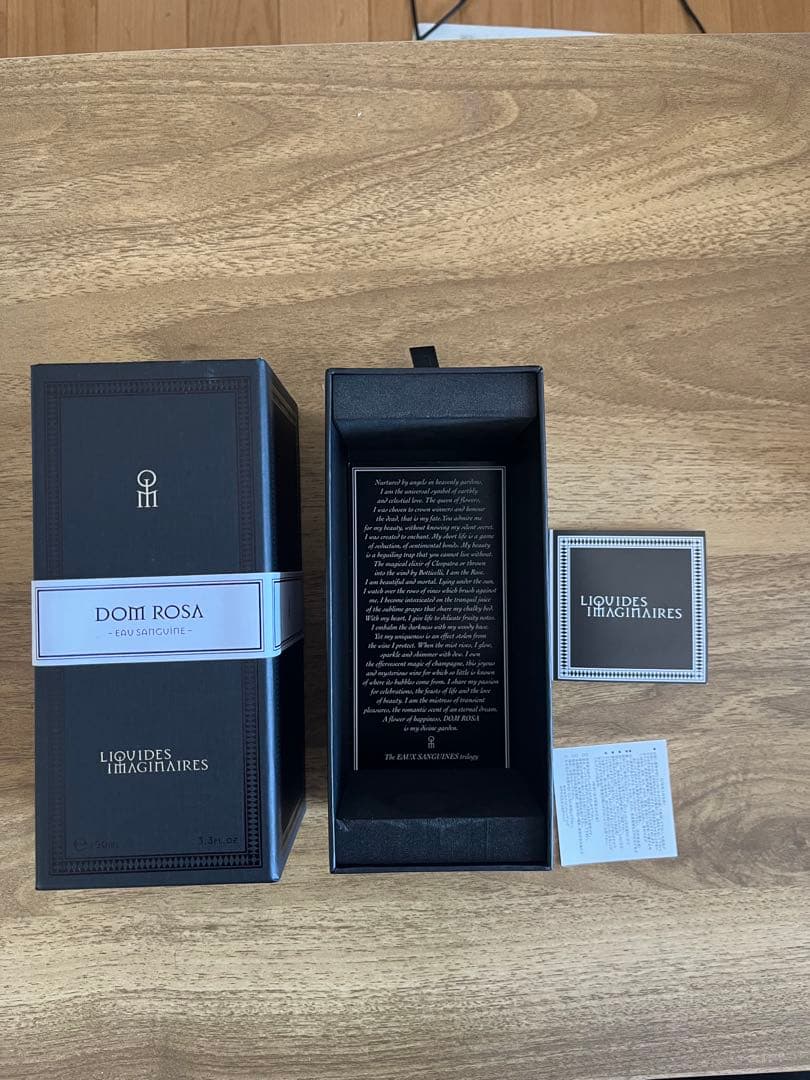 DOM ROSA
- EAU SANGUINE -
LIQUIDES
IMAGINAIRES
3.3fl.oz
Nurtured by angels in heavenly gardens,
I am the universal symbol of earthly
and celestial love. The queen of flowers,
I was chosen to crown winners and honour
the dead, that is my fate. You admire me
for my beauty, without knowing my silent secret.
I was created to enchant. My short life is a game
of seduction, of sentimental bonds. My beauty
is a beguiling trap that you cannot live without.
The magical elixir of Cleopatra or thrown
into the wind by Botticelli, I am the Rose.
I am beautiful and mortal. Lying under the sun,
I watch over the rows of vines which brush against
me, I become intoxicated on the tranquil juice
of the sublime grapes that share my chalky bed.
With my heart, I give life to delicate fruity notes.
I embalm the darkness with my woody base.
Yet my uniqueness is an effect stolen from
the wine I protect. When the mist rises, I glow,
sparkle and shimmer with dew. I own
the effervescent magic of champagne, this joyous
and mysterious wine for which so little is known
of where its bubbles come from. I share my passion
for celebrations, the feasts of life and the love
of beauty. I am the mistress of transient
pleasures, the romantic scent of an eternal dream.
A flower of happiness, DOM ROSA
is my divine garden.
The EAUX SANGUINES trilogy
LIQUIDES
IMAGINAIRES